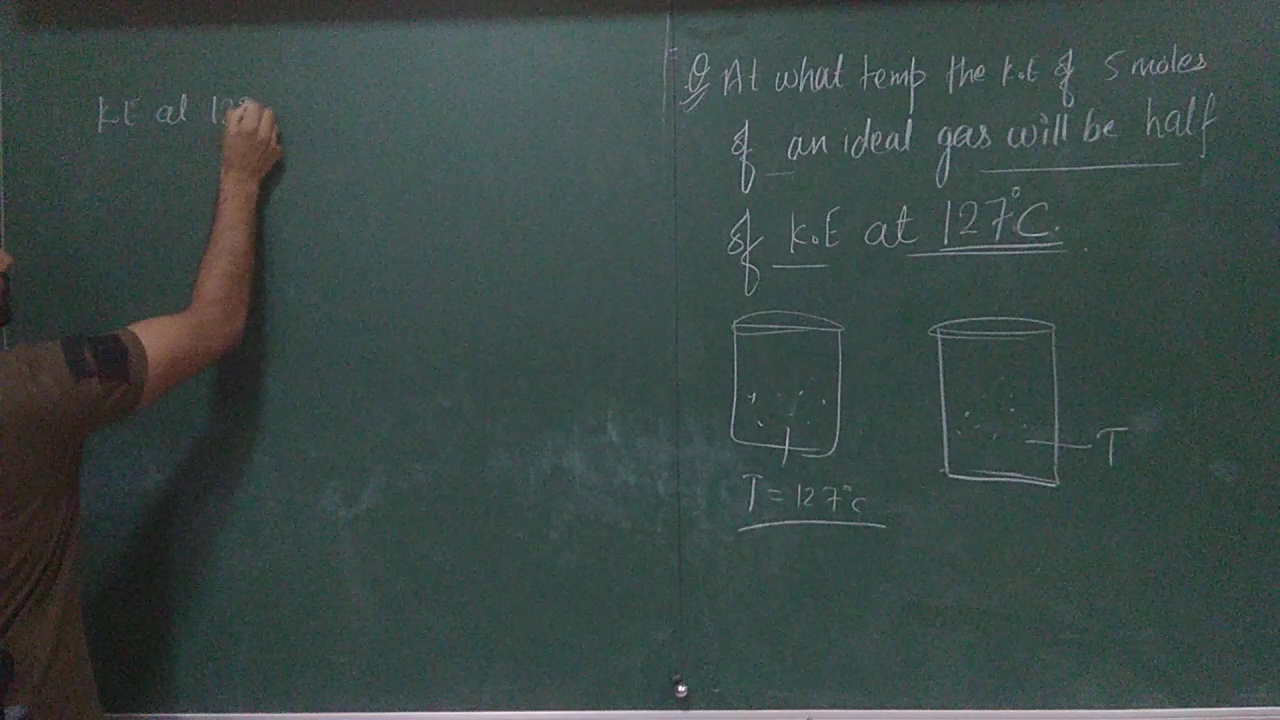 KE at 12
Q At what temp the K.E of 5 moles
of an ideal gas will be half
of K.E at 127°C.
T
T = 127°C